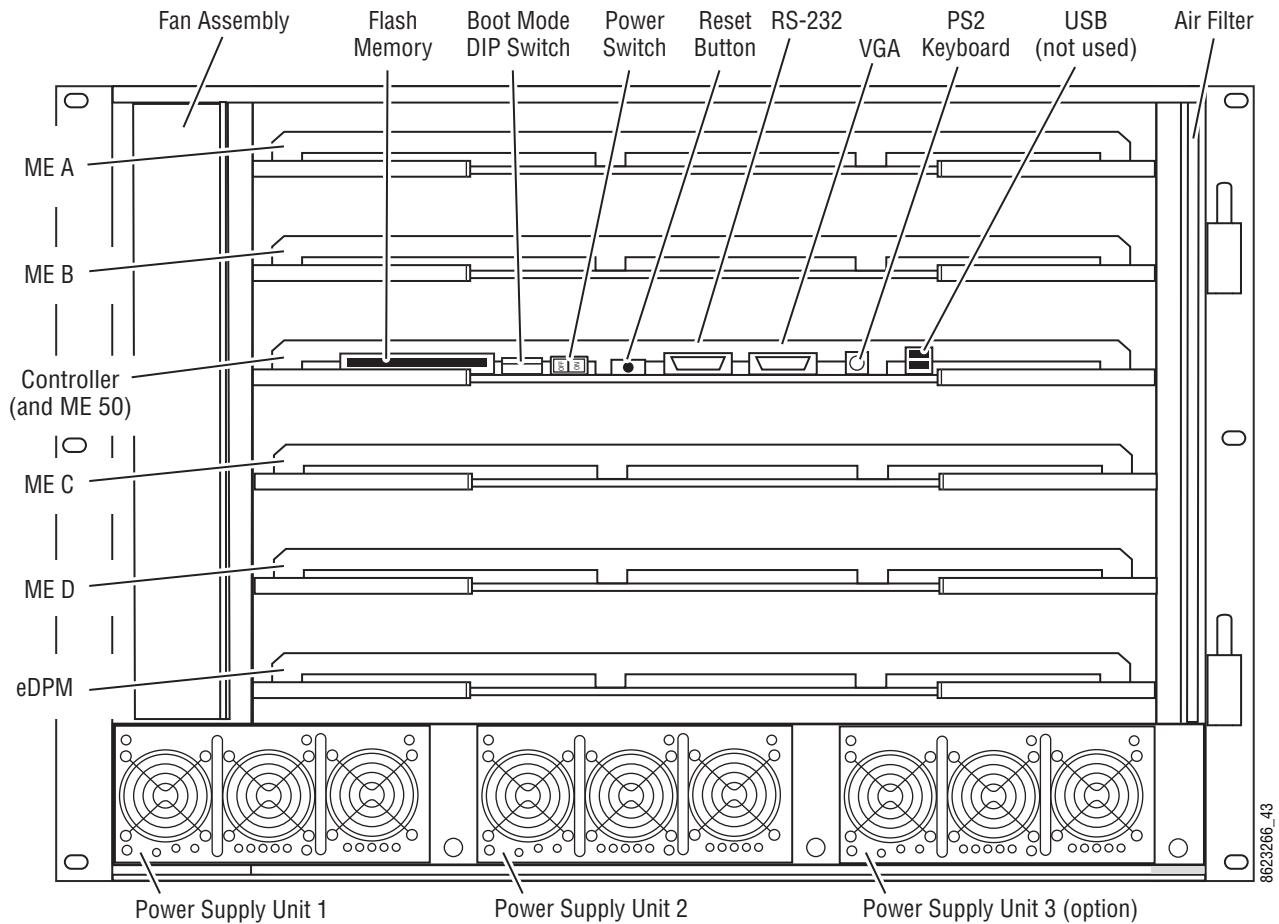 Fan Assembly
Flash
Memory
Boot Mode
DIP Switch
Power
Switch
Reset
Button
RS-232
VGA
PS2
Keyboard
USB
(not used)
Air Filter
ME A
ME B
OFF
ON
Controller
(and ME 50)
ME C
ME D
eDPM
Power Supply Unit 1
Power Supply Unit 2
Power Supply Unit 3 (option)
8623266_43